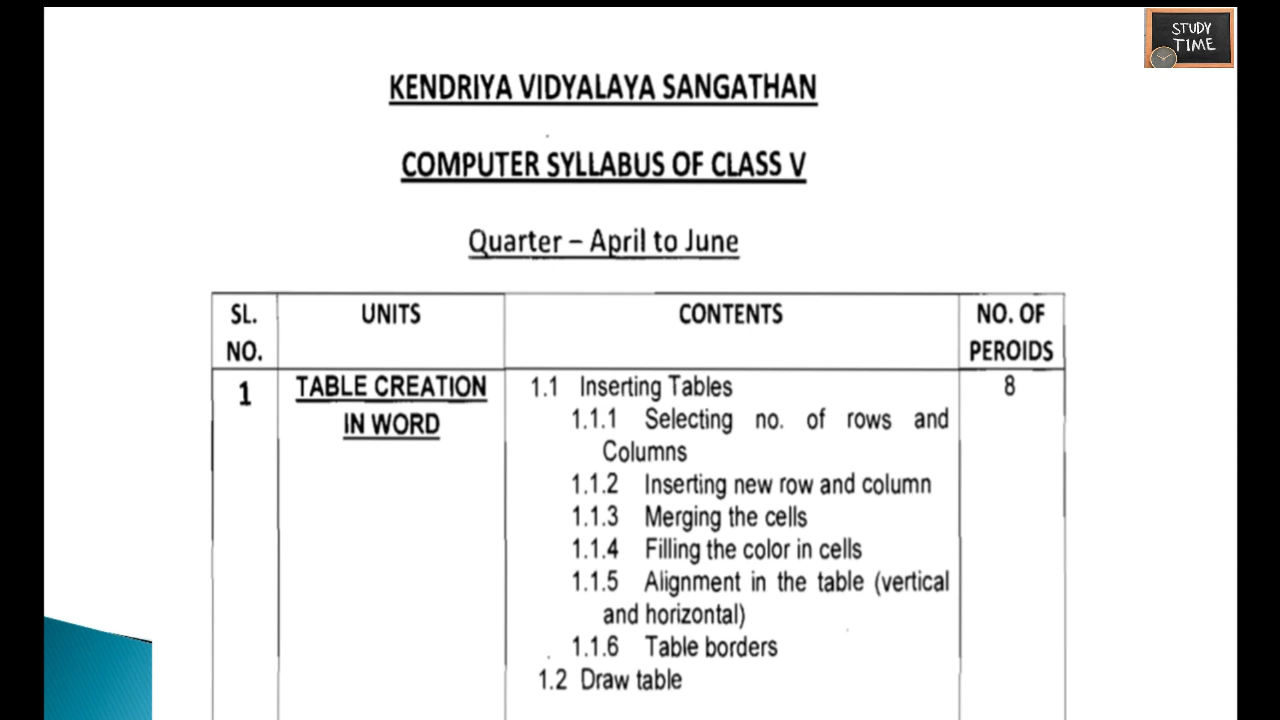 STUDY
TIME
KENDRIYA VIDYALAYA SANGATHAN
COMPUTER SYLLABUS OF CLASS V
Quarter – April to June
SL. NO.
UNITS
CONTENTS
NO. OF PEROIDS
1
TABLE CREATION
IN WORD
1.1 Inserting Tables
1.1.1 Selecting no. of rows and
Columns
1.1.2 Inserting new row and column
1.1.3 Merging the cells
1.1.4 Filling the color in cells
1.1.5 Alignment in the table (vertical
and horizontal)
1.1.6 Table borders
1.2 Draw table
8